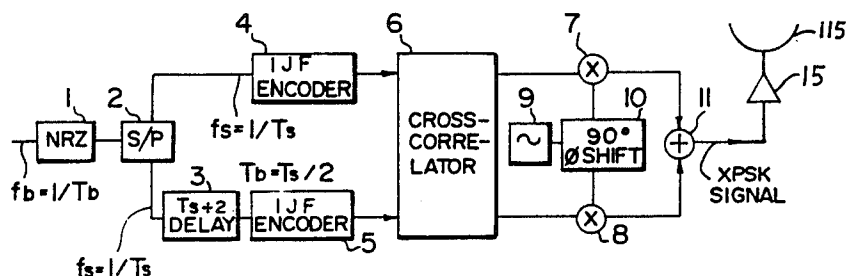 4
6
7
115
IJF
ENCODER
15
1
2
9
10
11
NRZ
S/P
fs=1/Ts
CROSS-
CORRE-
LATOR
~
90°
Ø SHIFT
X
+
fb=1/Tb
3
Tb=Ts/2
Ts÷2
DELAY
IJF
ENCODER
XPSK
SIGNAL
X
8
5
fs=1/Ts